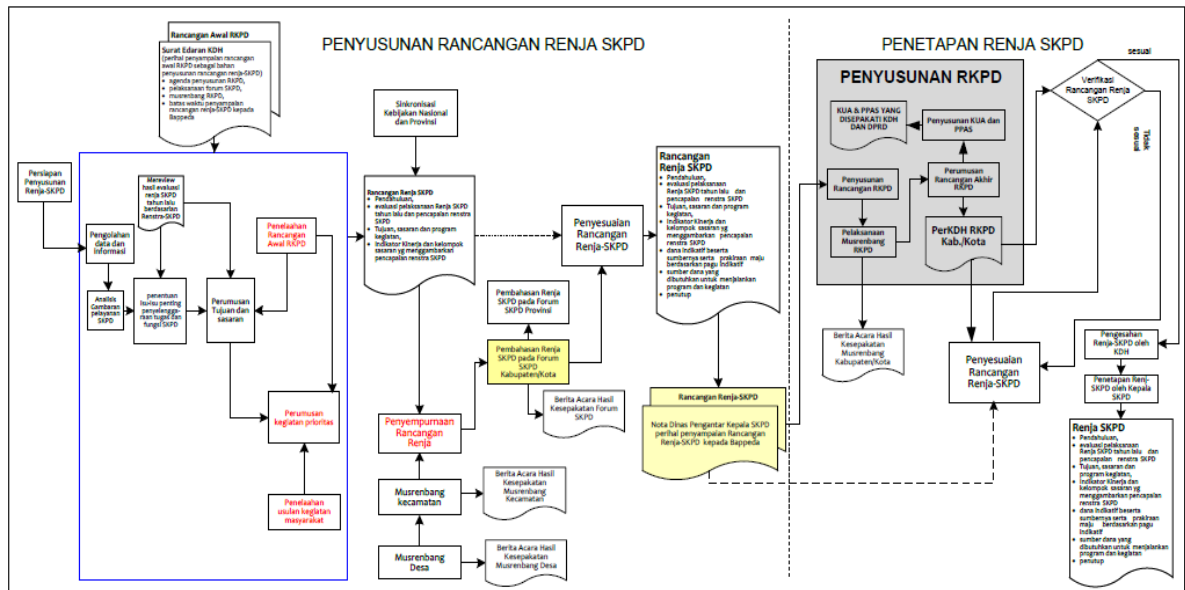 Rancangan Awal RKPD
Surat Edaran KDH
(perihal penyampaian rancangan
awal RKPD sebagai bahan
penyusunan rancangan renja-SKPD)
• agenda penyusunan RKPD,
• pelaksanaan forum SKPD,
• musrenbang RKPD,
• batas waktu penyampaian
rancangan renja-SKPD kepada
Bappeda
PENYUSUNAN RANCANGAN RENJA SKPD
PENETAPAN RENJA SKPD
Persiapan
Penyusunan
Renja-SKPD
Pengolahan
data dan
informasi
Analisis
Gambaran
pelayanan
SKPD
Mereview
hasil evaluasi
renja SKPD
tahun lalu
berdasarkan
Renstra-SKPD
penentuan
isu-isu penting
penyelengga-
raan tugas dan
fungsi SKPD
Perumusan
Tujuan dan
sasaran
Penelaahan
Rancangan
Awal RKPD
Perumusan
kegiatan prioritas
Penelaahan
usulan kegiatan
masyarakat
Sinkronisasi
Kebijakan Nasional
dan Provinsi
Rancangan Renja SKPD
• Pendahuluan,
• evaluasi pelaksanaan Renja SKPD
tahun lalu dan pencapaian renstra
SKPD
• Tujuan, sasaran dan program
kegiatan,
• Indikator Kinerja dan kelompok
sasaran yg menggambarkan
pencapaian renstra SKPD
Penyempurnaan
Rancangan
Renja
Musrenbang
kecamatan
Musrenbang
Desa
Berita Acara Hasil
Kesepakatan
Musrenbang
Kecamatan
Berita Acara Hasil
Kesepakatan
Musrenbang Desa
Pembahasan Renja
SKPD pada Forum
SKPD Provinsi
Pembahasan Renja
SKPD pada Forum
SKPD
Kabupaten/Kota
Berita Acara Hasil
Kesepakatan Forum
SKPD
Penyesuaian
Rancangan
Renja-SKPD
Rancangan
Renja SKPD
• Pendahuluan,
• evaluasi pelaksanaan
Renja SKPD tahun lalu dan
pencapaian renstra SKPD
• Tujuan, sasaran dan program
kegiatan,
• Indikator Kinerja dan
kelompok sasaran yg
menggambarkan pencapaian
renstra SKPD
• dana indikatif beserta
sumbernya serta prakiraan maju
berdasarkan pagu indikatif
• sumber dana yang
dibutuhkan untuk menjalankan
program dan kegiatan
• penutup
Rancangan Renja-SKPD
Nota Dinas Pengantar Kepala SKPD
perihal penyampaian Rancangan
Renja-SKPD kepada Bappeda
PENYUSUNAN RKPD
KUA & PPAS YANG
DISEPAKATI KDH
DAN DPRD
Penyusunan KUA dan
PPAS
Penyusunan
Rancangan RKPD
Perumusan
Rancangan Akhir
RKPD
Pelaksanaan
Musrenbang
RKPD
PerKDH RKPD
Kab./Kota
Berita Acara Hasil
Kesepakatan
Musrenbang
Kabupaten/Kota
sesuai
Verifikasi
Rancangan Renja
SKPD
Tidak
sesuai
Penyesuaian
Rancangan
Renja-SKPD
Pengesahan
Renja-SKPD oleh
KDH
Penetapan Renj-
SKPD oleh Kepala
SKPD
Renja SKPD
• Pendahuluan,
• evaluasi pelaksanaan
Renja SKPD tahun lalu dan
pencapaian renstra SKPD
• Tujuan, sasaran dan
program kegiatan,
• Indikator Kinerja dan
kelompok sasaran yg
menggambarkan pencapaian
renstra SKPD
• dana indikatif beserta
sumbernya serta prakiraan
maju berdasarkan pagu
indikatif
• sumber dana yang
dibutuhkan untuk menjalankan
program dan kegiatan
• penutup